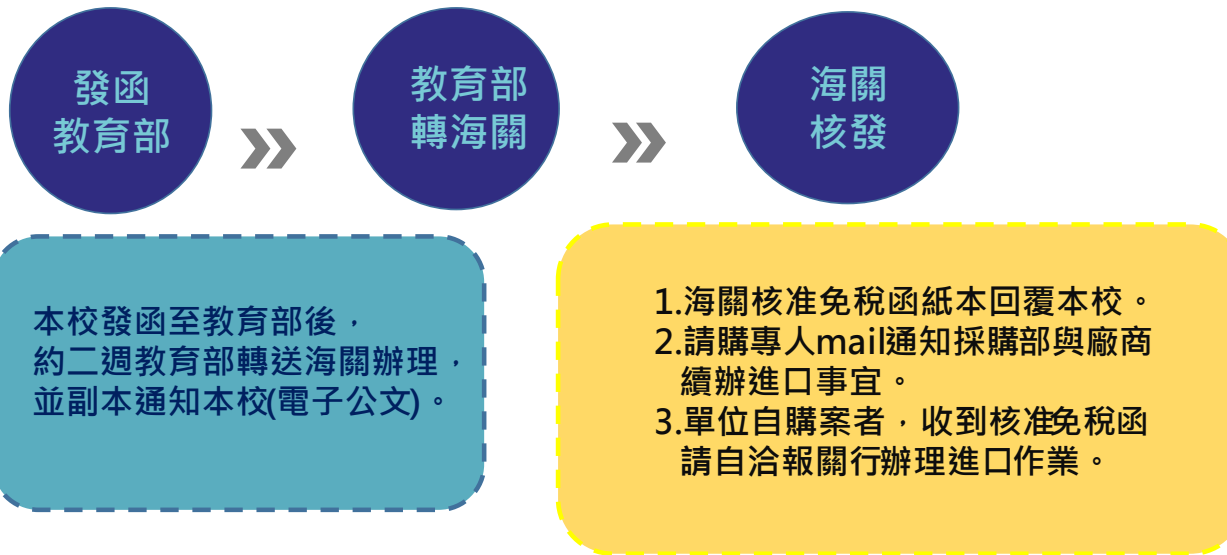 發函
教育部
教育部
轉海關
海關
核發
本校發函至教育部後，
約二週教育部轉送海關辦理，
並副本通知本校(電子公文)。
1.海關核准免稅函紙本回覆本校。
2.請購專人mail通知採購部與廠商
續辦進口事宜。
3.單位自購案者，收到核准免稅函
請自洽報關行辦理進口作業。